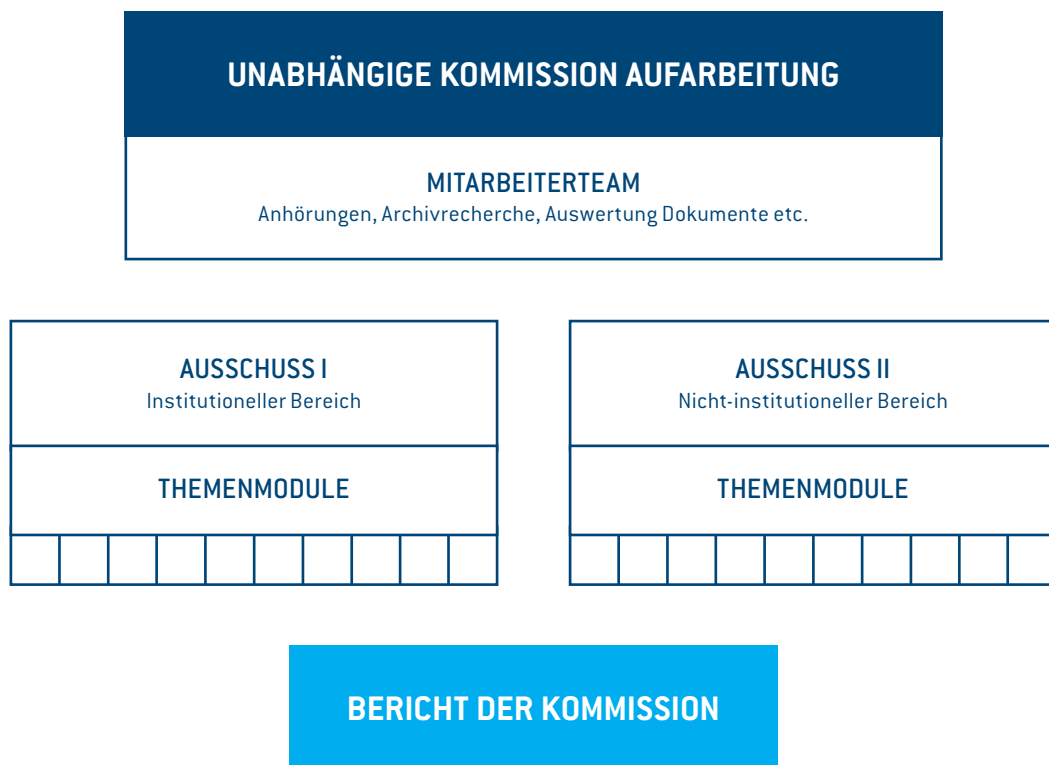 UNABHÄNGIGE KOMMISSION AUFARBEITUNG
MITARBEITERTEAM
Anhörungen, Archivrecherche, Auswertung Dokumente etc.
AUSSCHUSS I
Institutioneller Bereich
THEMENMODULE
AUSSCHUSS II
Nicht-institutioneller Bereich
THEMENMODULE
BERICHT DER KOMMISSION